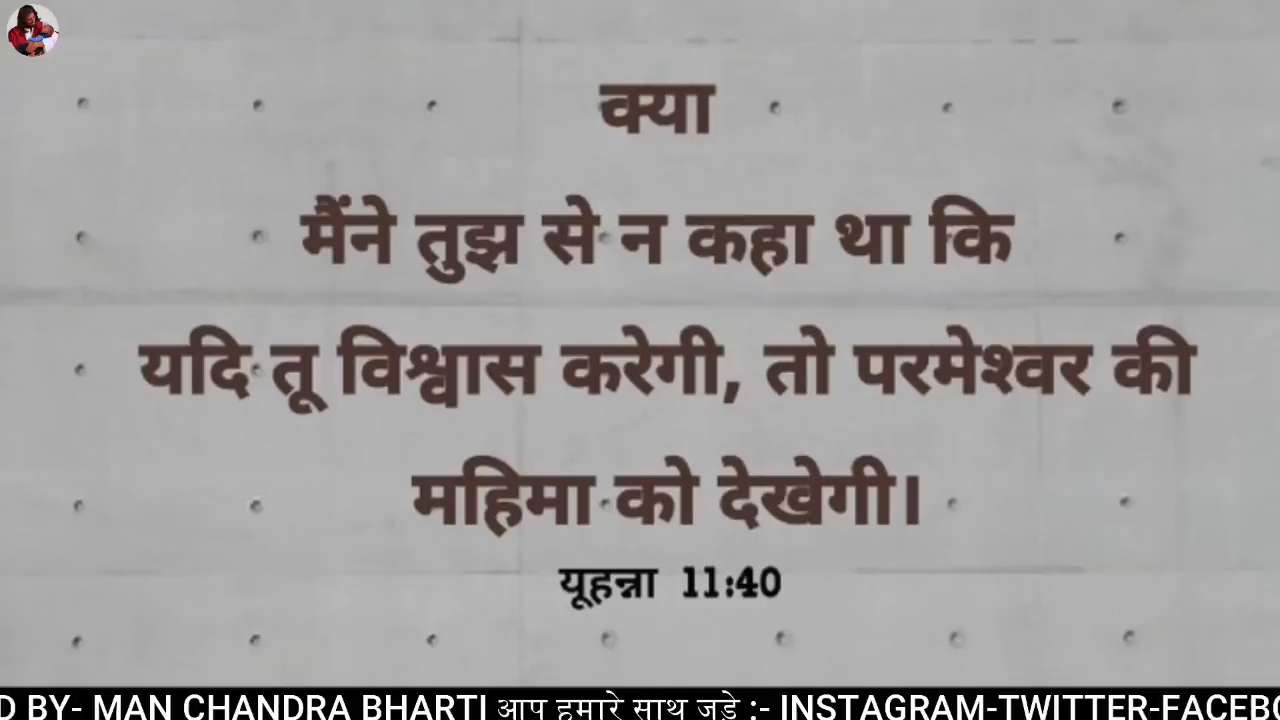 क्या
मैंने तुझ से न कहा था कि
यदि तू विश्वास करेगी, तो परमेश्वर की
महिमा को देखेगी।
यूहन्ना 11:40
D BY- MAN CHANDRA BHARTI आप हमारे साथ जुड़े :- INSTAGRAM-TWITTER-FACEBO